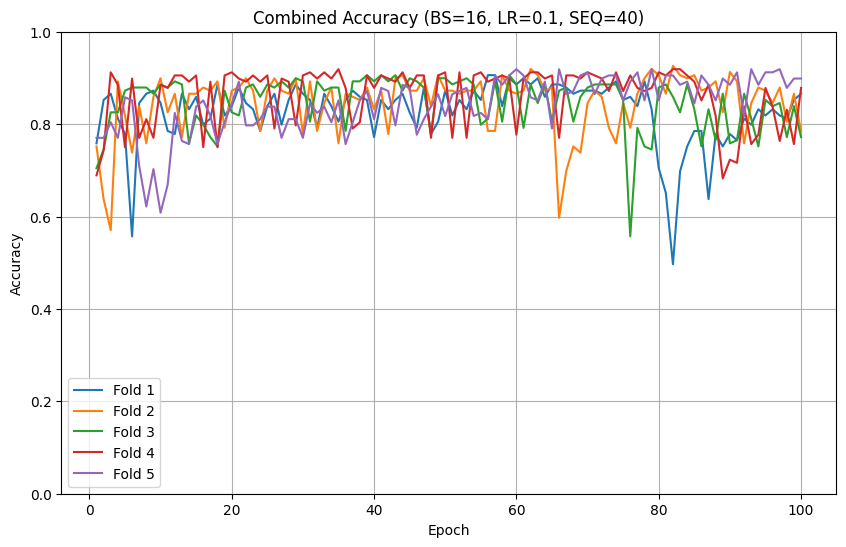 Combined Accuracy (BS=16, LR=0.1, SEQ=40)
Accuracy
1.0
0.8
0.6
0.4
0.2
0.0
Fold 1
Fold 2
Fold 3
Fold 4
Fold 5
0 20 40 60 80 100
Epoch